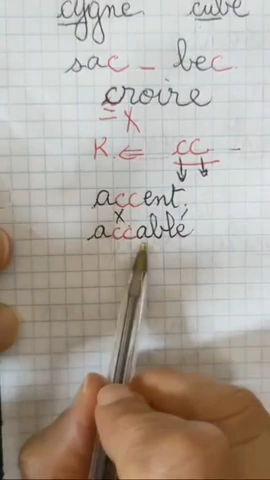 cygne cube
sac - bec
croire
= X
K ⇐ cc -
↓ ↓
accent.
x
accablé